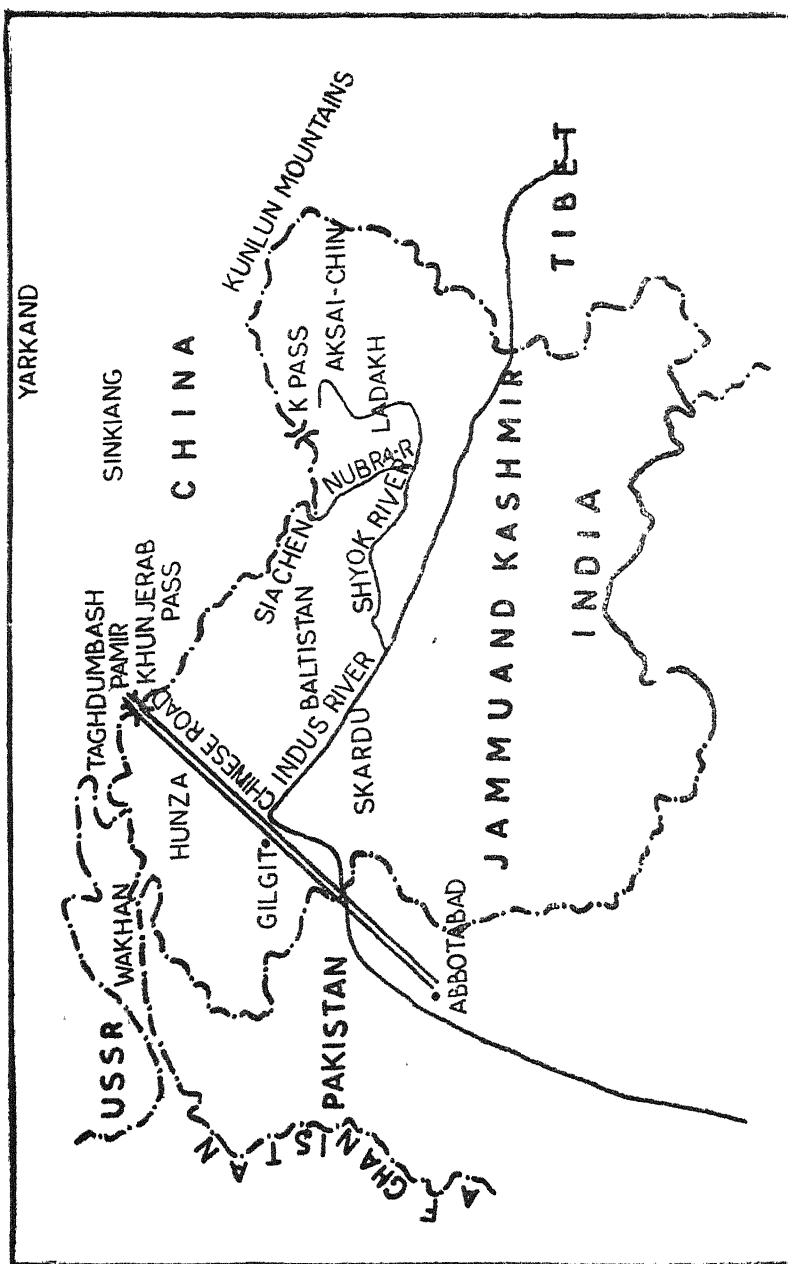 YARKAND
SINKIANG
CHINA
KUNLUN MOUNTAINS
TAGHDUMBASH
PAMIR
KHUNJERAB
PASS
K PASS
AKSAI-CHIN
LADAKH
NUBRA-R
SIACHEN
SHYOK RIVER
BALTISTAN
INDUS RIVER
SKARDU
CHINESE ROAD
HUNZA
GILGIT
WAKHAN
USSR
AFGHANISTAN
PAKISTAN
ABBOTABAD
JAMMU AND KASHMIR
INDIA
TIBET